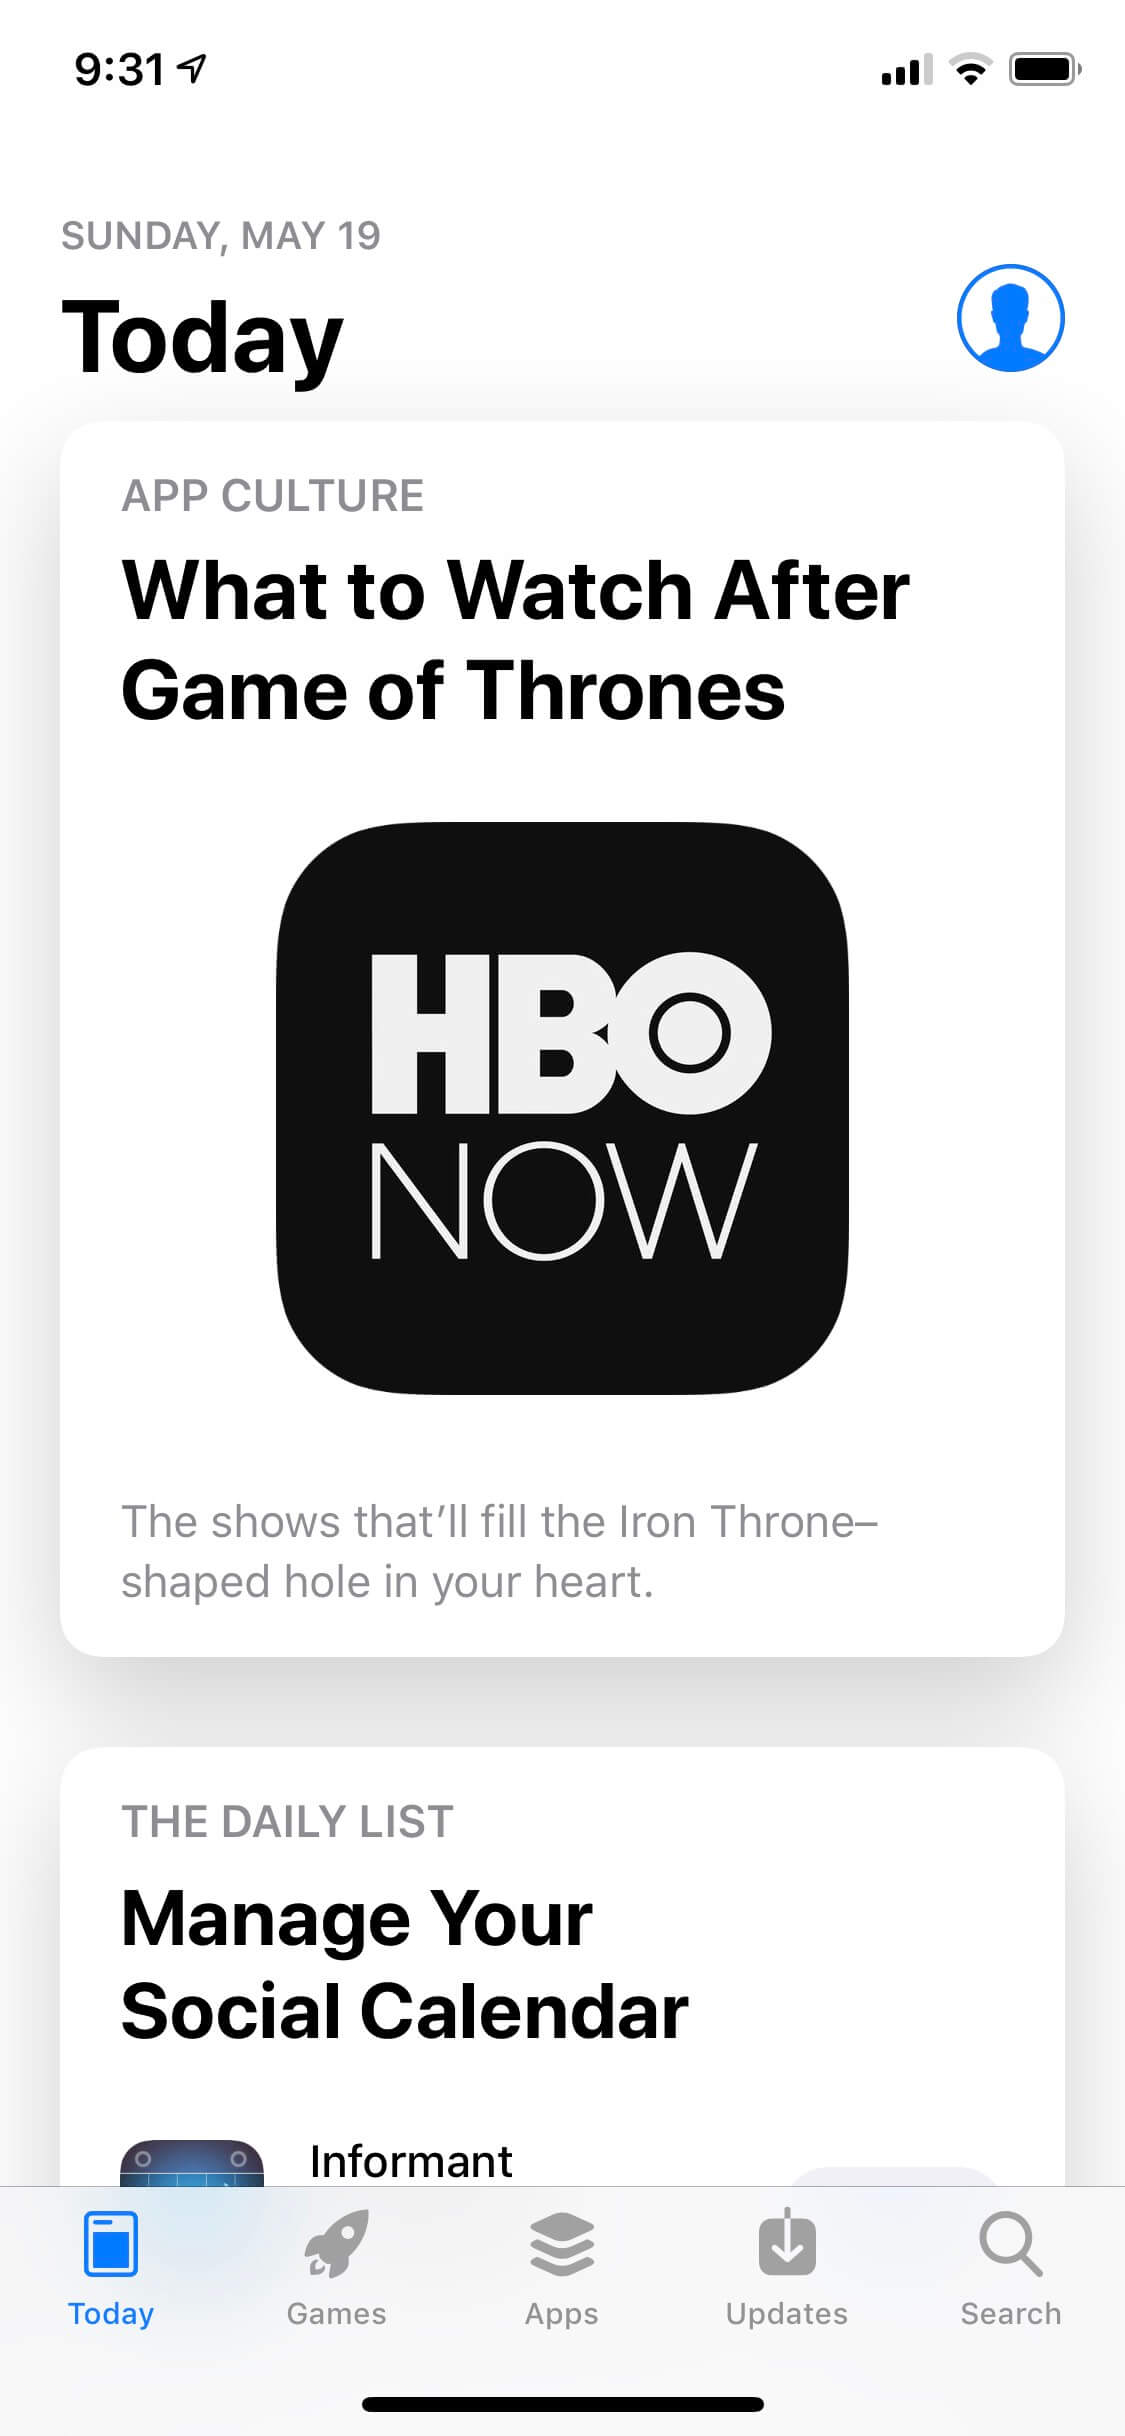 9:31
SUNDAY, MAY 19
Today
APP CULTURE
What to Watch After
Game of Thrones
HBO
NOW
The shows that’ll fill the Iron Throne–
shaped hole in your heart.
THE DAILY LIST
Manage Your
Social Calendar
Informant
Today Games Apps Updates Search